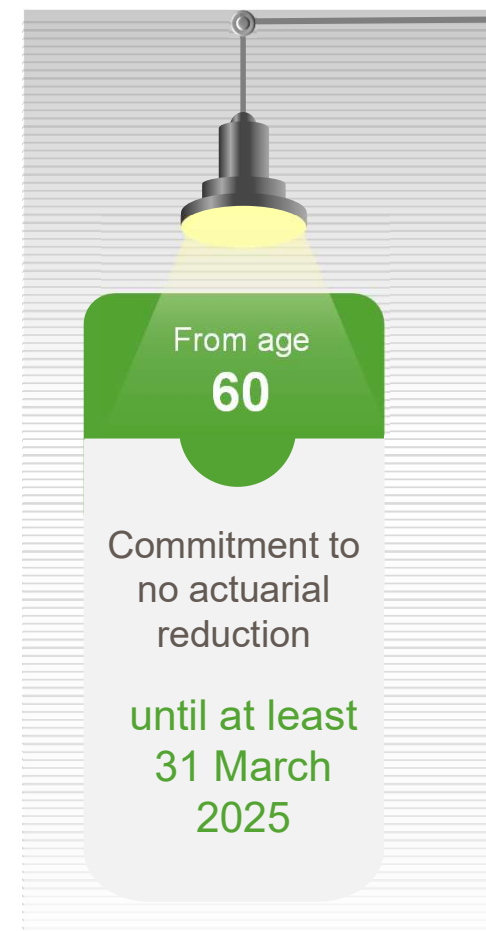 From age
60
Commitment to
no actuarial
reduction
until at least
31 March
2025